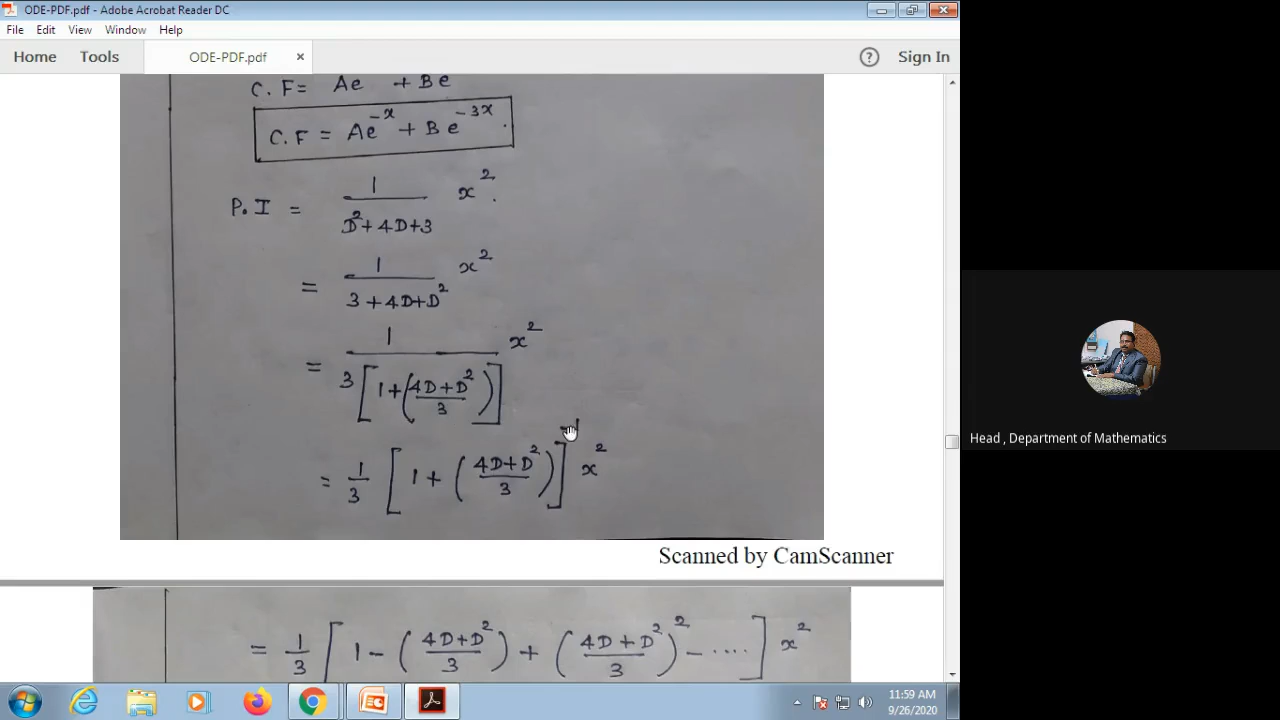 ODE-PDF.pdf - Adobe Acrobat Reader DC
File Edit View Window Help
Home Tools ODE-PDF.pdf × ? Sign In
C.F = Ae + Be
C.F = Ae^-x + Be^-3x .
P.I = 1/(D²+4D+3) x² .
= 1/(3+4D+D²) x²
= 1/(3[1+((4D+D²)/3)]) x²
= 1/3 [1+((4D+D²)/3)]^-1 x²
Scanned by CamScanner
= 1/3 [1-((4D+D²)/3)+((4D+D²)/3)²-....] x²
Head , Department of Mathematics
11:59 AM
9/26/2020